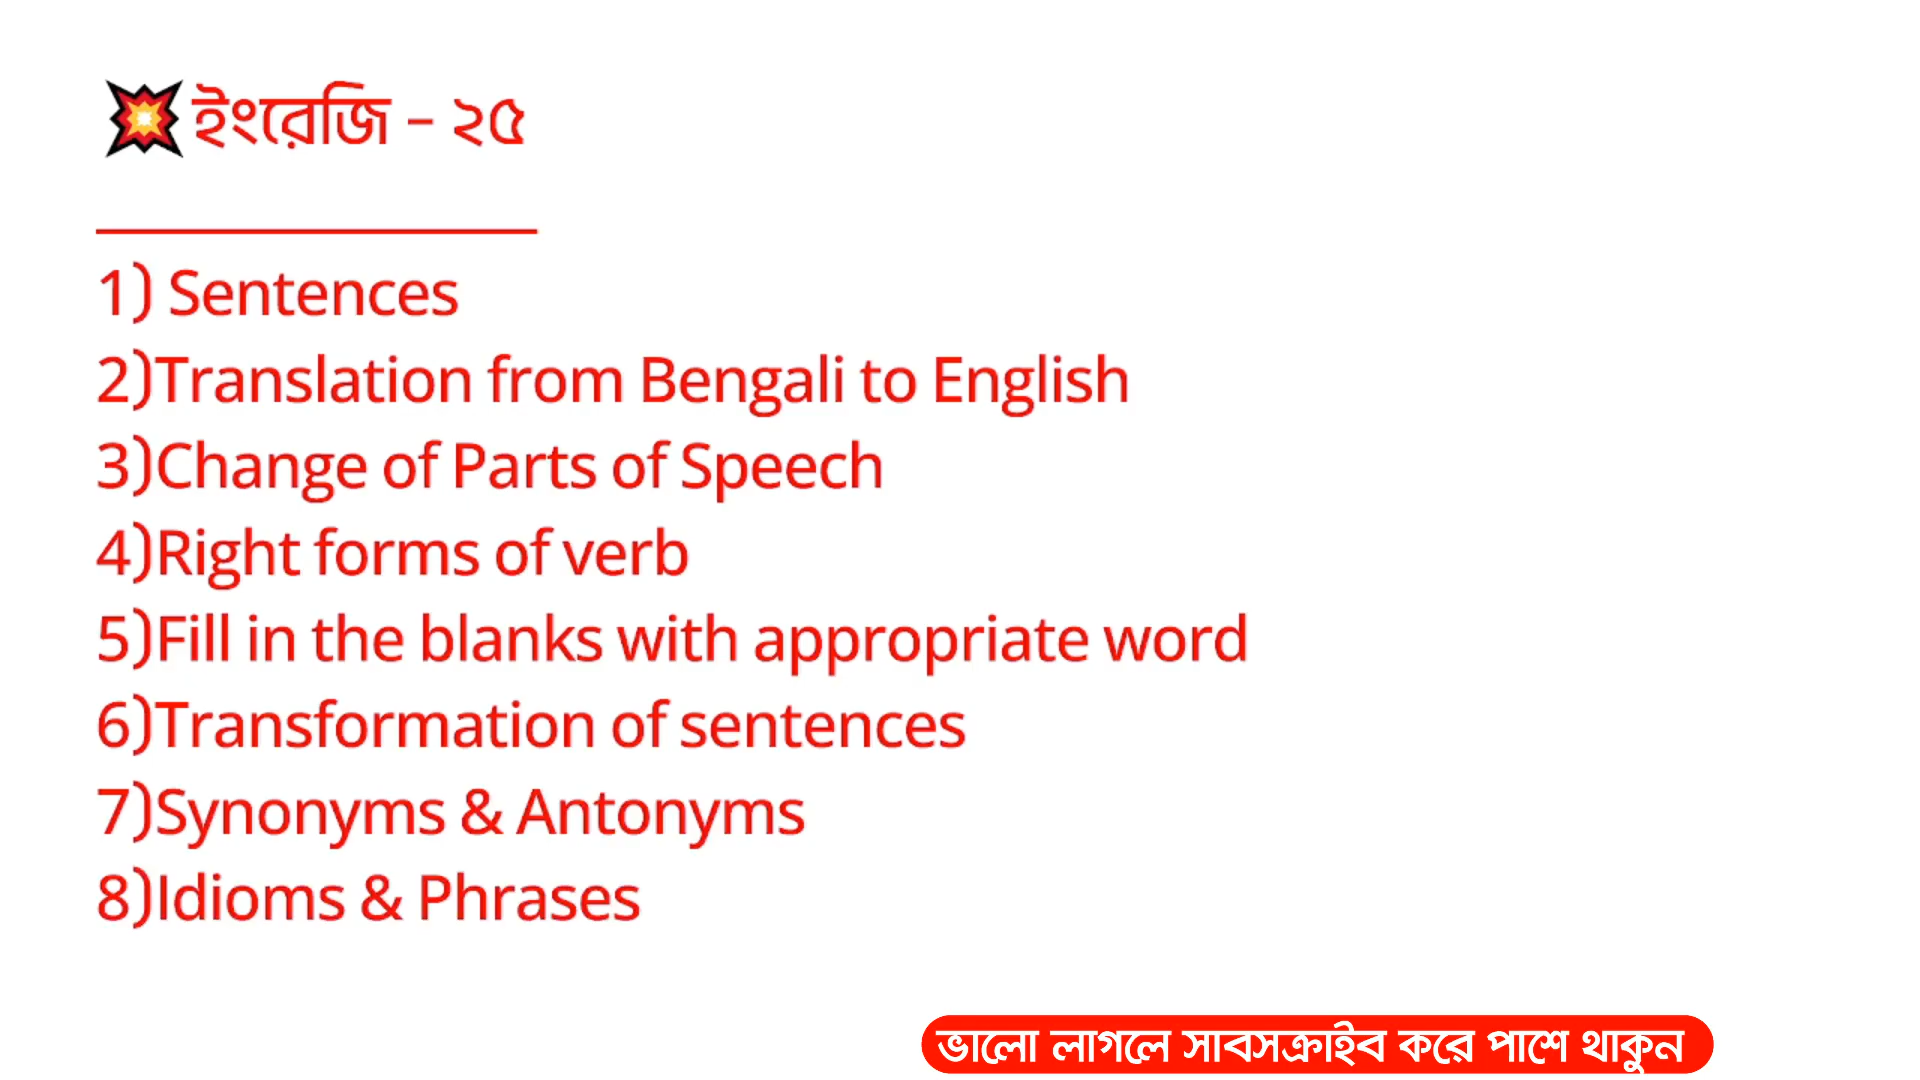 💥ইংরেজি – ২৫
1) Sentences
2)Translation from Bengali to English
3)Change of Parts of Speech
4)Right forms of verb
5)Fill in the blanks with appropriate word
6)Transformation of sentences
7)Synonyms & Antonyms
8)Idioms & Phrases
ভালো লাগলে সাবসক্রাইব করে পাশে থাকুন